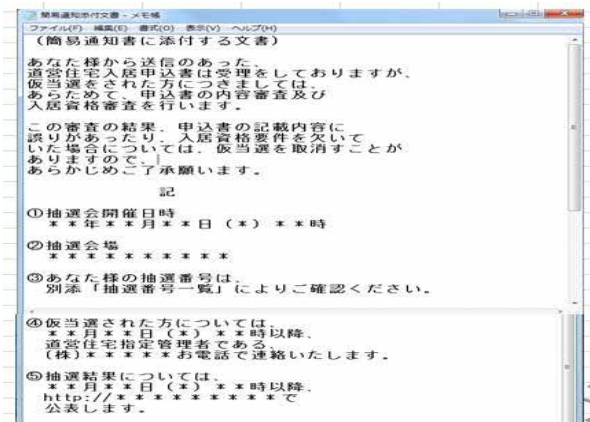 簡易通知添付文書 - メモ帳
ファイル(F) 編集(E) 書式(O) 表示(V) ヘルプ(H)
(簡易通知書に添付する文書)
あなた様から送信のあった、
道営住宅入居申込書は受理をしておりますが、
仮当選をされた方につきましては、
あらためて、申込書の内容審査及び
入居資格審査を行います。
この審査の結果、申込書の記載内容に
誤りがあったり、入居資格要件を欠いて
いた場合については、仮当選を取消すことが
ありますので、
あらかじめご了承願います。
記
①抽選会開催日時
**年**月**日(*)**時
②抽選会場
**********
③あなた様の抽選番号は、
別添「抽選番号一覧」によりご確認ください。
④仮当選された方については、
**月**日(*)**時以降、
道営住宅指定管理者である、
(株)*****お電話で連絡いたします。
⑤抽選結果については、
**月**日(*)**時以降、
http://**********で
公表します。